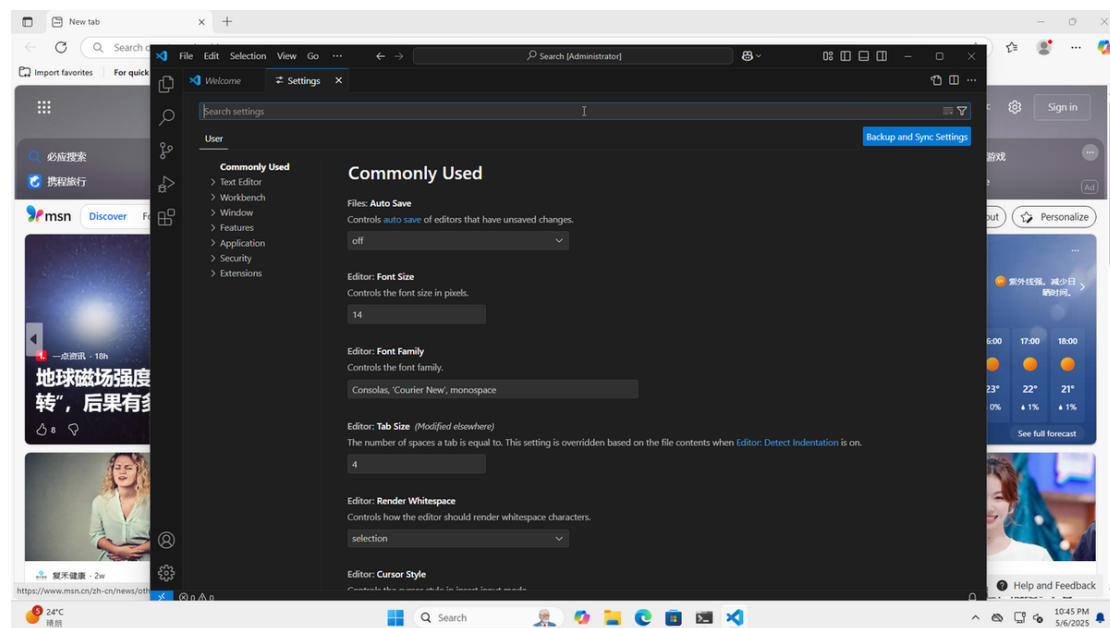 New tab
Search
Import favorites
For quick
File Edit Selection View Go ···
Search [Administrator]
Welcome
Settings
Search settings
User
Backup and Sync Settings
Commonly Used
Text Editor
Workbench
Window
Features
Application
Security
Extensions
Commonly Used
Files: Auto Save
Controls auto save of editors that have unsaved changes.
off
Editor: Font Size
Controls the font size in pixels.
14
Editor: Font Family
Controls the font family.
Consolas, 'Courier New', monospace
Editor: Tab Size (Modified elsewhere)
The number of spaces a tab is equal to. This setting is overridden based on the file contents when Editor: Detect Indentation is on.
4
Editor: Render Whitespace
Controls how the editor should render whitespace characters.
selection
Editor: Cursor Style
0 0
必应搜索
携程旅行
msn
Discover
一点资讯 · 18h
地球磁场强度
转”，后果有多
8
复禾健康 · 2w
https://www.msn.cn/zh-cn/news/oth
Sign in
游戏
Ad
Personalize
紫外线强。减少日
晒时间。
17:00 18:00
23° 22° 21°
0% 1% 1%
See full forecast
Help and Feedback
5
24°C
晴朗
Search
10:45 PM
5/6/2025